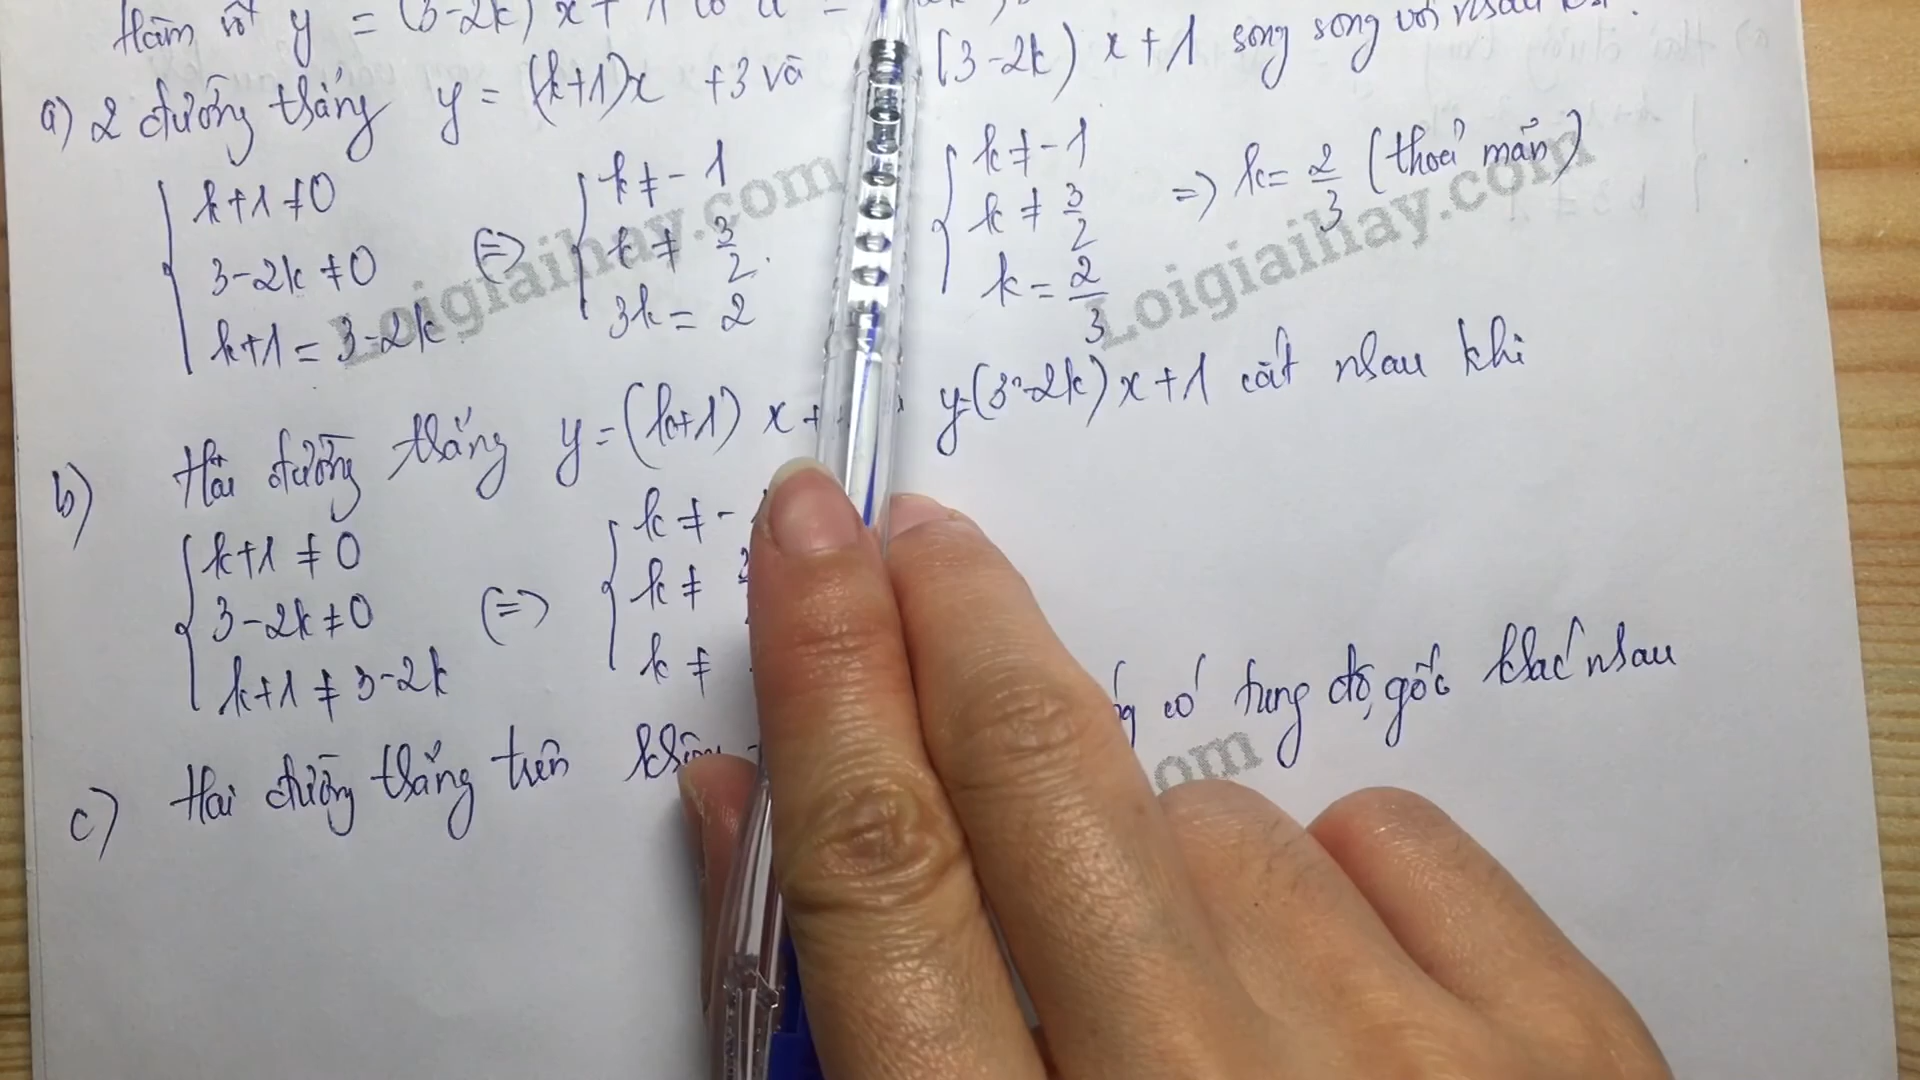 Hàm số y = (3-2k) x + 1 có a =
a) 2 đường thẳng y = (k+1)x +3 và (3-2k) x + 1 song song với nhau khi:
{ k+1 ≠ 0 (=) { k ≠ -1 { k ≠ -1 => k = 2/3 (thoả mãn)
3-2k ≠ 0 k ≠ 3/2 k ≠ 3/2
k+1 = 3-2k 3k = 2 k = 2/3
Loigiaihay.com Loigiaihay.com
b) Hai đường thẳng y = (k+1) x + y=(3-2k) x + 1 cắt nhau khi
{ k+1 ≠ 0 (=> { k ≠ -
3-2k ≠ 0 k ≠
k+1 ≠ 3-2k k ≠
c) Hai đường thẳng trên có tung độ gốc khác nhau
.com